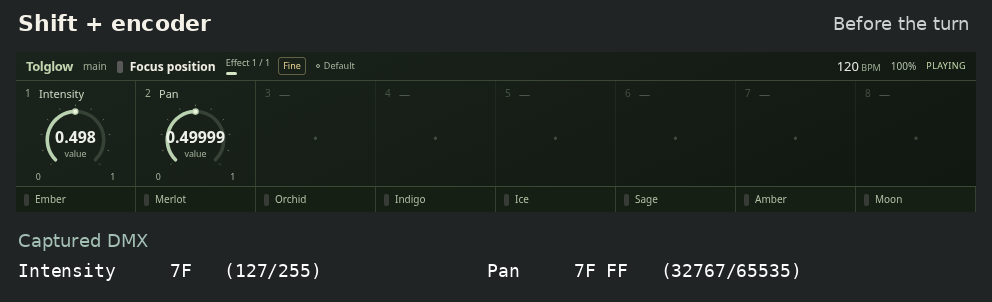 Shift + encoder
Before the turn
Tolglow main Focus position Effect 1 / 1 Fine Default 120 BPM 100% PLAYING
1 Intensity 2 Pan 3 — 4 — 5 — 6 — 7 — 8 —
0.498 0.49999
value value
0 1 0 1
Ember Merlot Orchid Indigo Ice Sage Amber Moon
Captured DMX
Intensity 7F (127/255) Pan 7F FF (32767/65535)